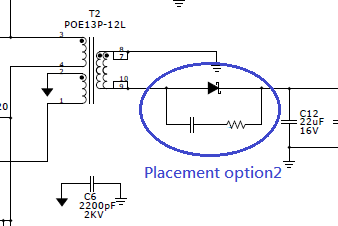 T2
POE13P-12L
3
8
7
4
2
10
9
1
20
C12
22uF
16V
Placement option2
C6
2200pF
2KV